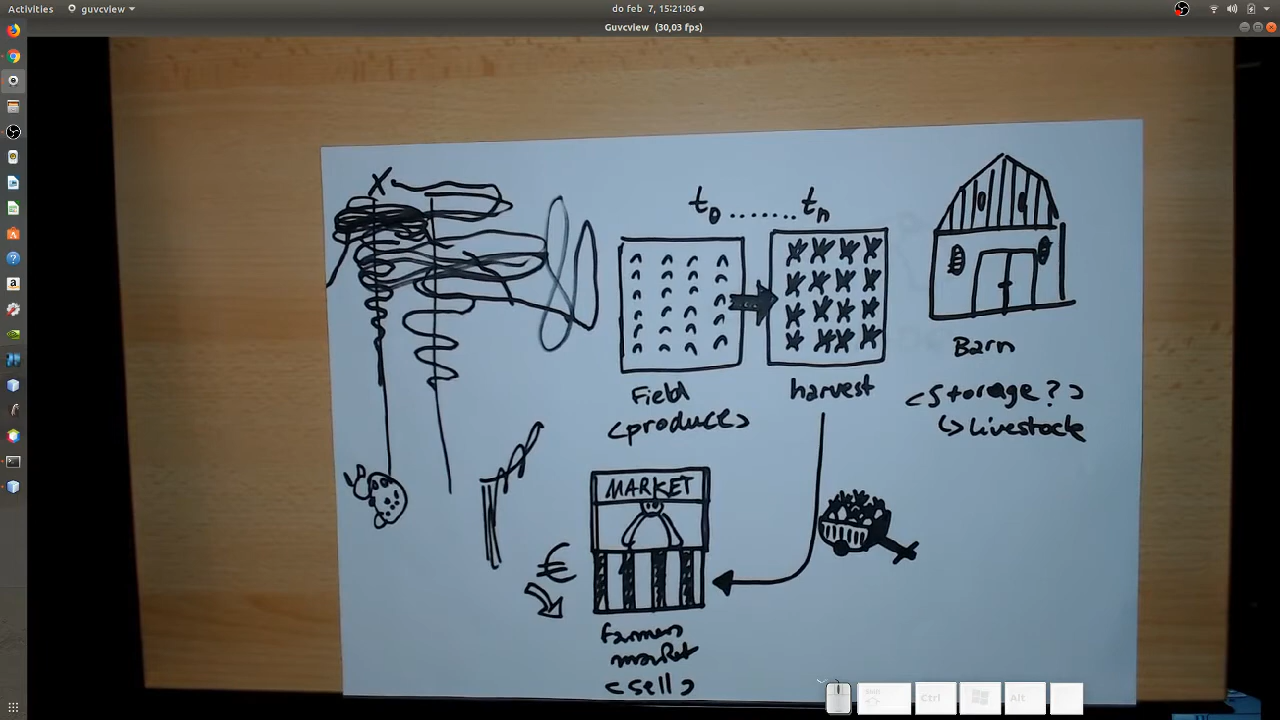 Activities
guvcview
do feb 7, 15:21:06
Guvcview (30,03 fps)
X
t0.......tn
Field
<produce>
harvest
Barn
<Storage?>
↳ Livestock
MARKET
€
farmers
market
<sell>
Shift
Ctrl
Alt